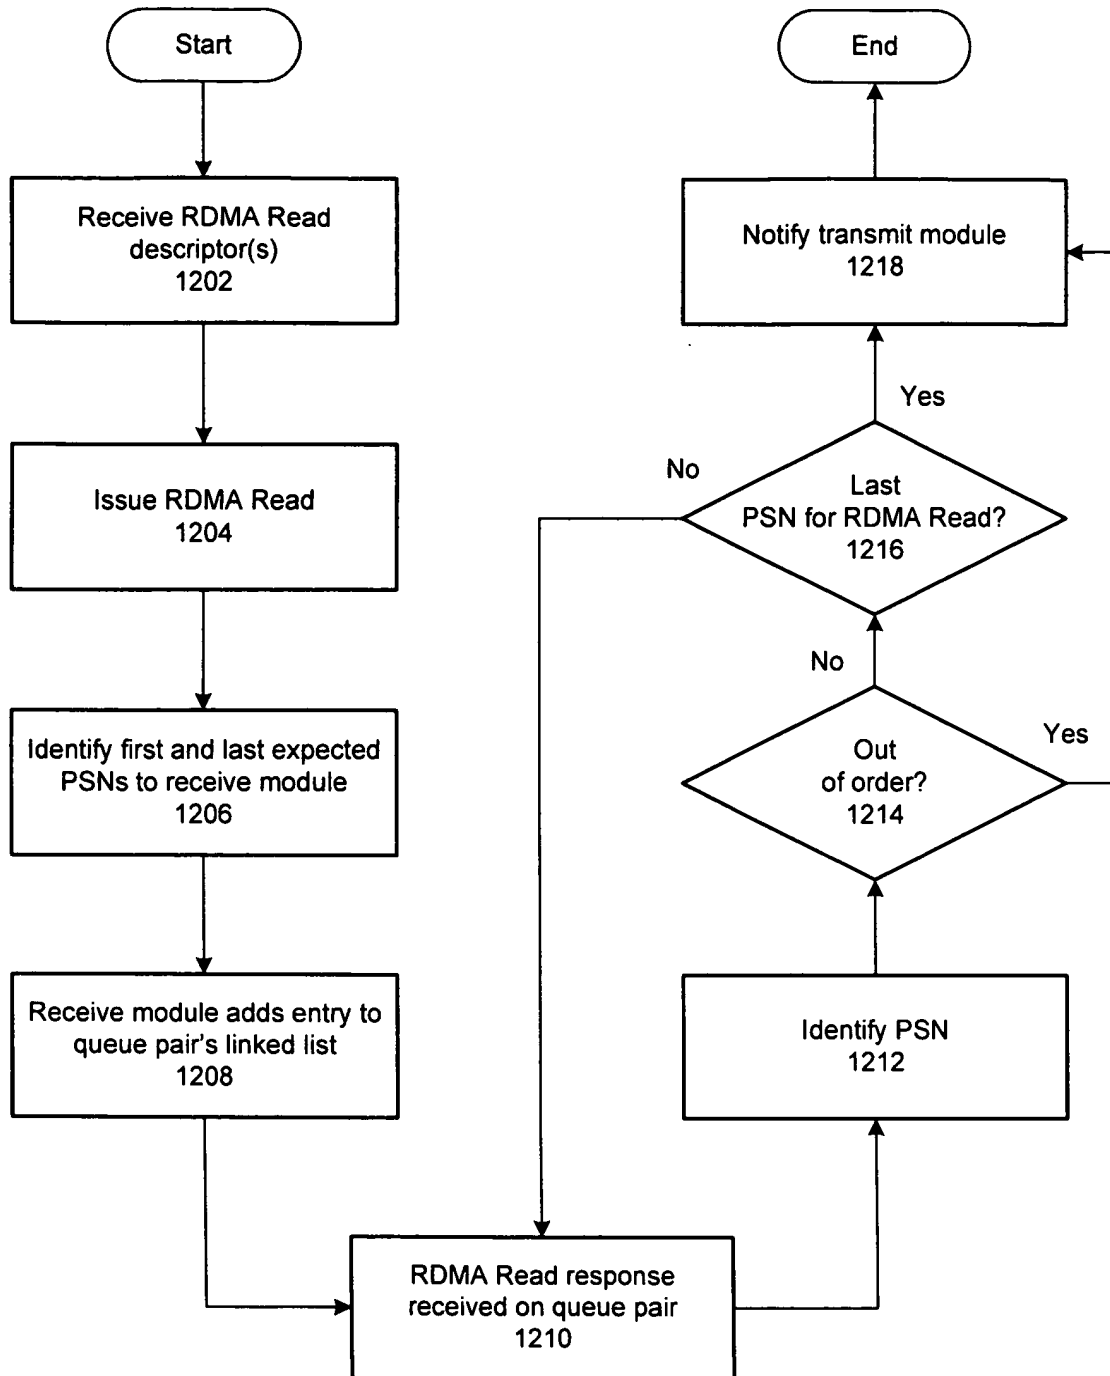 Start
Receive RDMA Read
descriptor(s)
1202
Issue RDMA Read
1204
Identify first and last expected
PSNs to receive module
1206
Receive module adds entry to
queue pair's linked list
1208
RDMA Read response
received on queue pair
1210
Identify PSN
1212
Out
of order?
1214
Yes
No
Last
PSN for RDMA Read?
1216
No
Yes
Notify transmit module
1218
End